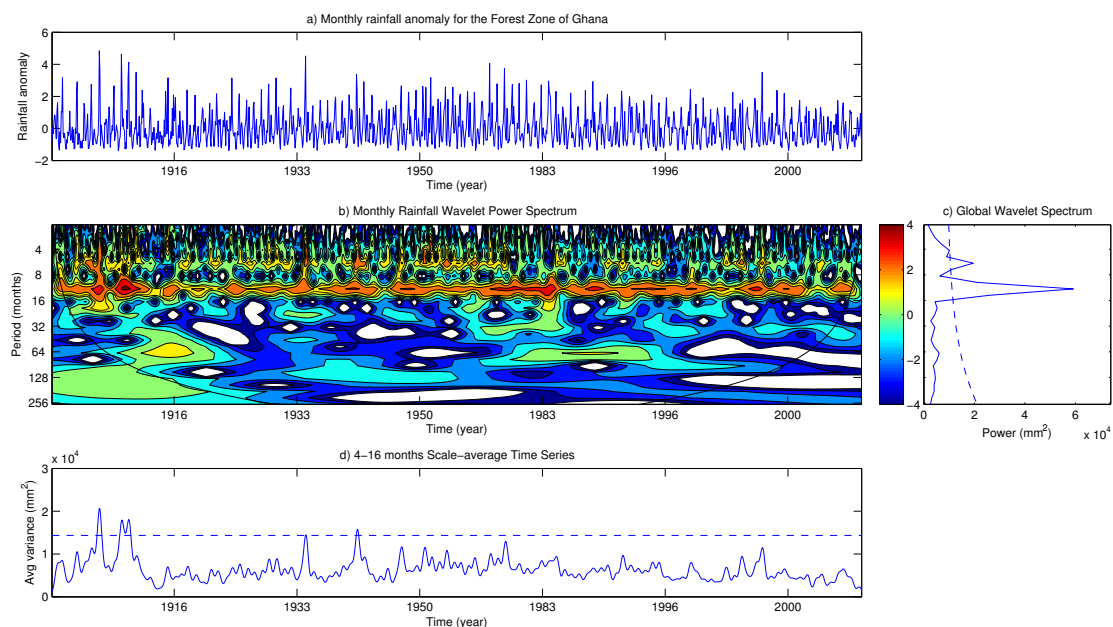 a) Monthly rainfall anomaly for the Forest Zone of Ghana
6
4
2
0
−2
Rainfall anomaly
1916 1933 1950 1983 1996 2000
Time (year)
b) Monthly Rainfall Wavelet Power Spectrum
4
8
16
32
64
128
256
Period (months)
1916 1933 1950 1983 1996 2000
Time (year)
4
2
0
−2
−4
c) Global Wavelet Spectrum
0 2 4 6
Power (mm²)
x 10⁴
d) 4−16 months Scale−average Time Series
x 10⁴
3
2
1
0
Avg variance (mm²)
1916 1933 1950 1983 1996 2000
Time (year)